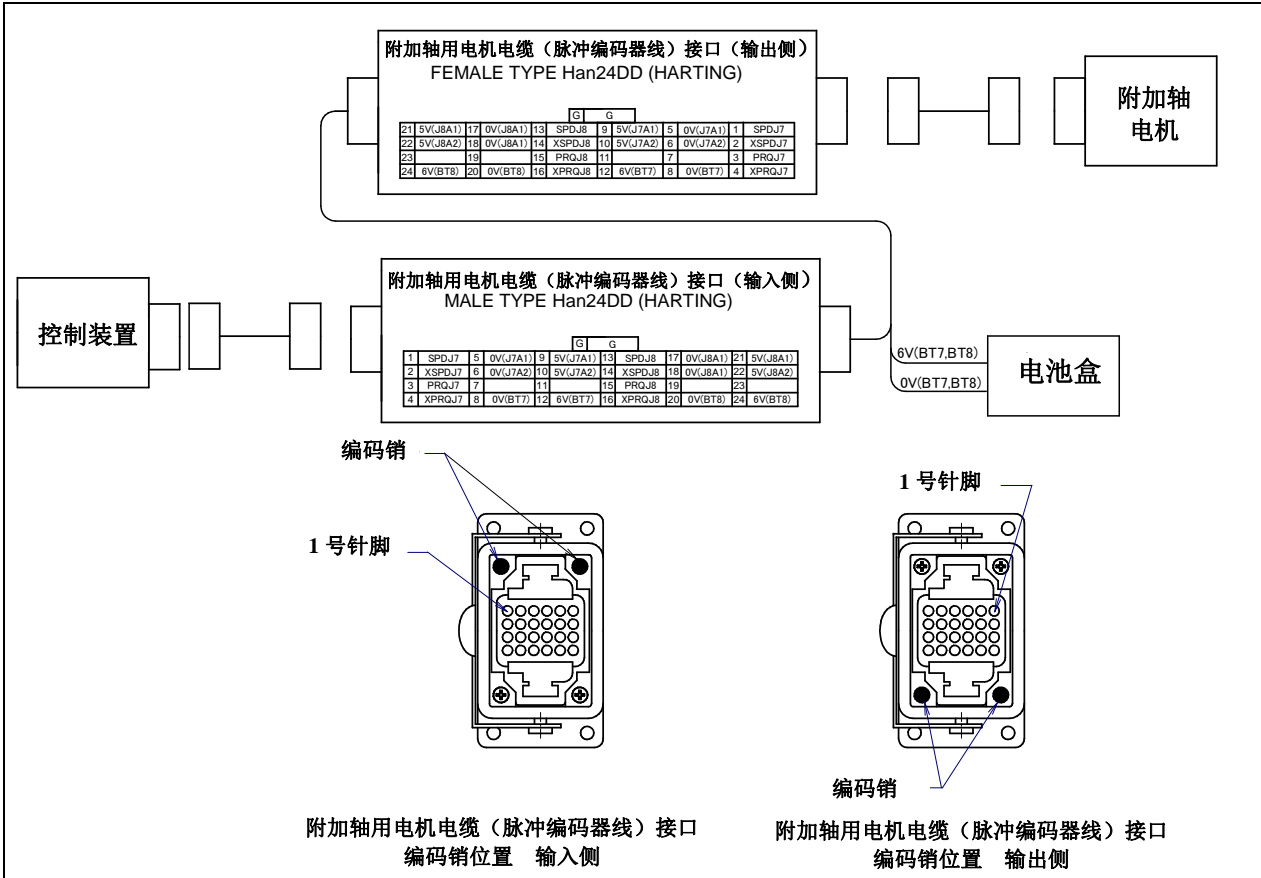 附加轴用电机电缆（脉冲编码器线）接口（输出侧）
FEMALE TYPE Han24DD (HARTING)
G G
21 5V(J8A1) 17 0V(J8A1) 13 SPDJ8 9 5V(J7A1) 5 0V(J7A1) 1 SPDJ7
22 5V(J8A2) 18 0V(J8A1) 14 XSPDJ8 10 5V(J7A2) 6 0V(J7A2) 2 XSPDJ7
23 19 15 PRQJ8 11 7 3 PRQJ7
24 6V(BT8) 20 0V(BT8) 16 XPRQJ8 12 6V(BT7) 8 0V(BT7) 4 XPRQJ7
附加轴
电机
控制装置
附加轴用电机电缆（脉冲编码器线）接口（输入侧）
MALE TYPE Han24DD (HARTING)
G G
1 SPDJ7 5 0V(J7A1) 9 5V(J7A1) 13 SPDJ8 17 0V(J8A1) 21 5V(J8A1)
2 XSPDJ7 6 0V(J7A2) 10 5V(J7A2) 14 XSPDJ8 18 0V(J8A1) 22 5V(J8A2)
3 PRQJ7 7 11 15 PRQJ8 19 23
4 XPRQJ7 8 0V(BT7) 12 6V(BT7) 16 XPRQJ8 20 0V(BT8) 24 6V(BT8)
6V(BT7,BT8)
0V(BT7,BT8)
电池盒
编码销
1 号针脚
1 号针脚
编码销
附加轴用电机电缆（脉冲编码器线）接口
编码销位置 输入侧
附加轴用电机电缆（脉冲编码器线）接口
编码销位置 输出侧